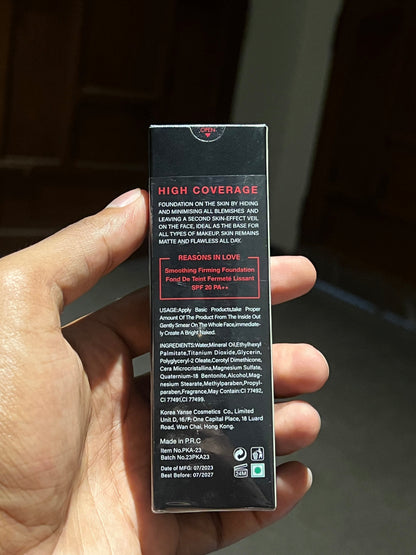 OPEN
HIGH COVERAGE
FOUNDATION ON THE SKIN BY HIDING
AND MINIMISING ALL BLEMISHES AND
LEAVING A SECOND SKIN-EFFECT VEIL
ON THE FACE, IDEAL AS THE BASE FOR
ALL TYPES OF MAKEUP, SKIN REMAINS
MATTE AND FLAWLESS ALL DAY.
REASONS IN LOVE
Smoothing Firming Foundation
Fond De Teint Fermeté Lissant
SPF 20 PA++
USAGE:Apply Basic Products,take Proper
Amount Of The Product From The Inside Out
Gently Smear On The Whole Face,immediate-
ly Create A Bright Naked.
INGREDIENTS:Water,Mineral Oil,Ethylhexyl
Palmitate,Titanium Dioxide,Glycerin,
Polyglyceryl-2 Oleate,Cartoyl Dimethicone,
Cera Microcristallina,Magnesium Sulfate,
Quaternium-18 Bentonite,Alcohol,Mag-
nesium Stearate,Methylparaben,Propyl-
paraben,Fragrance,May Contain:CI 77492,
CI 77491,CI 77499.
Korea Yanse Cosmetics Co., Limited
Unit D, 16/F, One Capital Place, 18 Luard
Road, Wan Chai, Hong Kong.
Made in P.R.C
Item No.PKA-23
Batch No.23PKA23
Date of MFG: 07/2023
Best Before: 07/2027
24M